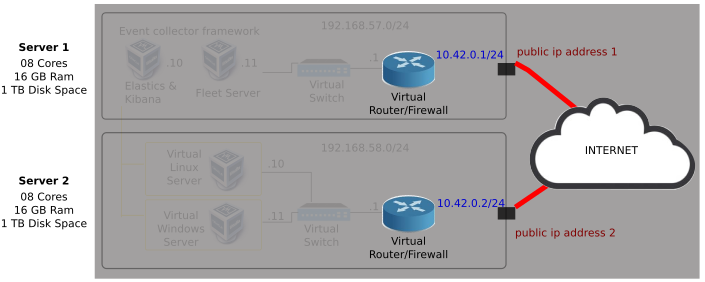 Server 1
08 Cores
16 GB Ram
1 TB Disk Space
Event collector framework
192.168.57.0/24
.10
.11
.1
Elastics &
Kibana
Fleet Server
Virtual
Switch
10.42.0.1/24
Virtual
Router/Firewall
public ip address 1
INTERNET
Server 2
08 Cores
16 GB Ram
1 TB Disk Space
192.168.58.0/24
Virtual
Linux
Server
.10
Virtual
Windows
Server
.11
.1
Virtual
Switch
10.42.0.2/24
Virtual
Router/Firewall
public ip address 2